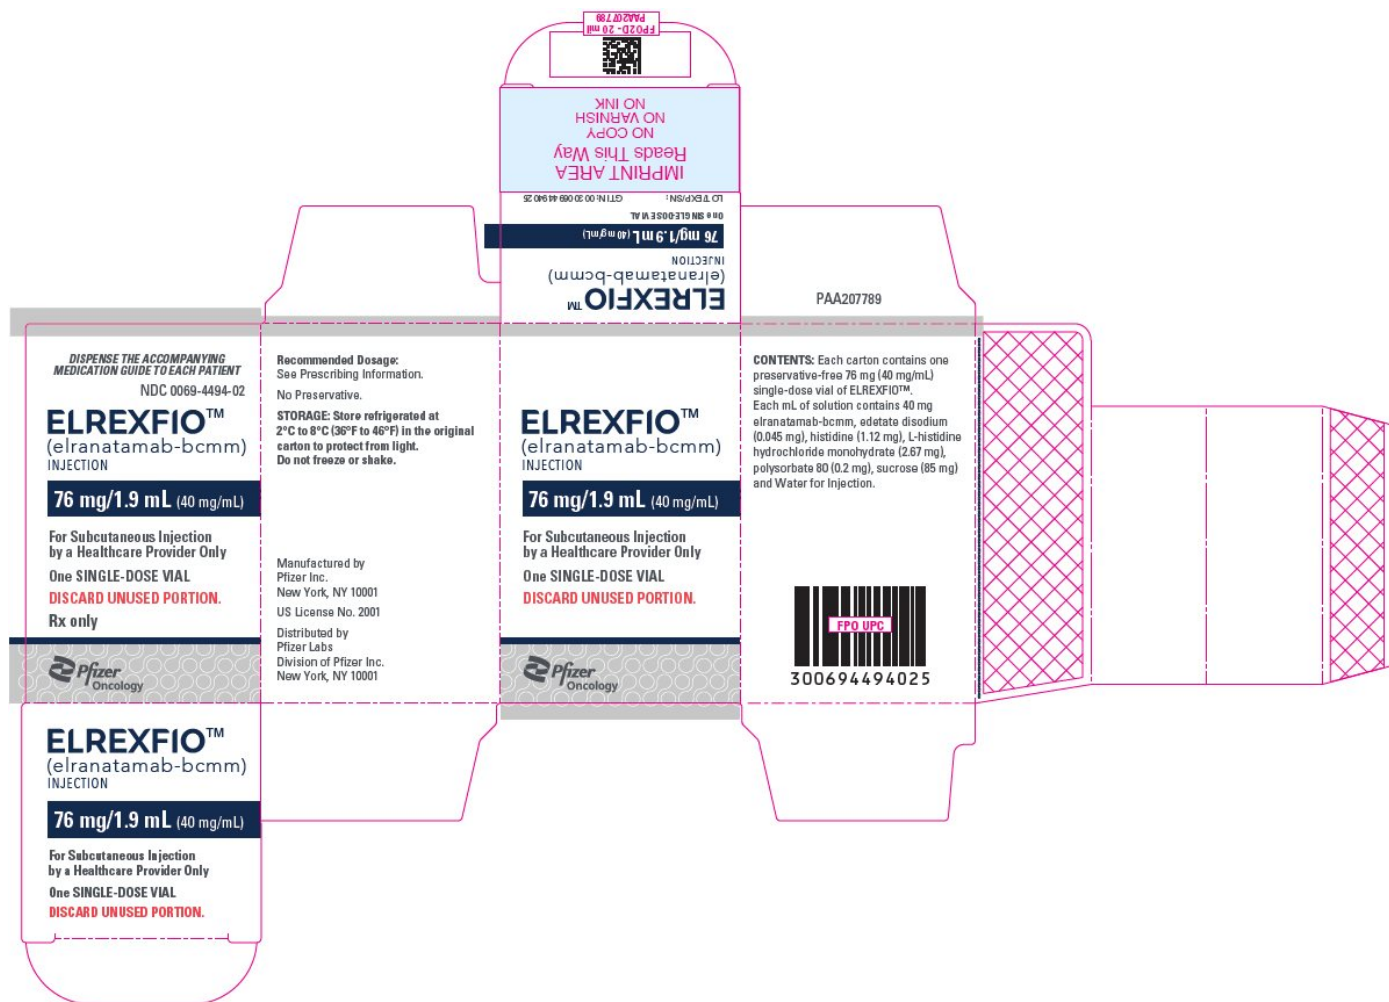 FPO2D - 20 mil
PAA207789
IMPRINT AREA
Reads This Way
NO COPY
NO VARNISH
NO INK
LOT/EXP/SN: GTIN: 00300694494025
One SINGLE-DOSE VIAL
76 mg/1.9 mL (40 mg/mL)
INJECTION
(elranatamab-bcmm)
ELREXFIO™
PAA207789
DISPENSE THE ACCOMPANYING
MEDICATION GUIDE TO EACH PATIENT
NDC 0069-4494-02
ELREXFIO™
(elranatamab-bcmm)
INJECTION
76 mg/1.9 mL (40 mg/mL)
For Subcutaneous Injection
by a Healthcare Provider Only
One SINGLE-DOSE VIAL
DISCARD UNUSED PORTION.
Rx only
Pfizer
Oncology
Recommended Dosage:
See Prescribing Information.
No Preservative.
STORAGE: Store refrigerated at
2°C to 8°C (36°F to 46°F) in the original
carton to protect from light.
Do not freeze or shake.
Manufactured by
Pfizer Inc.
New York, NY 10001
US License No. 2001
Distributed by
Pfizer Labs
Division of Pfizer Inc.
New York, NY 10001
ELREXFIO™
(elranatamab-bcmm)
INJECTION
76 mg/1.9 mL (40 mg/mL)
For Subcutaneous Injection
by a Healthcare Provider Only
One SINGLE-DOSE VIAL
DISCARD UNUSED PORTION.
Pfizer
Oncology
CONTENTS: Each carton contains one
preservative-free 76 mg (40 mg/mL)
single-dose vial of ELREXFIO™.
Each mL of solution contains 40 mg
elranatamab-bcmm, edetate disodium
(0.045 mg), histidine (1.12 mg), L-histidine
hydrochloride monohydrate (2.67 mg),
polysorbate 80 (0.2 mg), sucrose (85 mg)
and Water for Injection.
FPO UPC
300694494025
ELREXFIO™
(elranatamab-bcmm)
INJECTION
76 mg/1.9 mL (40 mg/mL)
For Subcutaneous Injection
by a Healthcare Provider Only
One SINGLE-DOSE VIAL
DISCARD UNUSED PORTION.